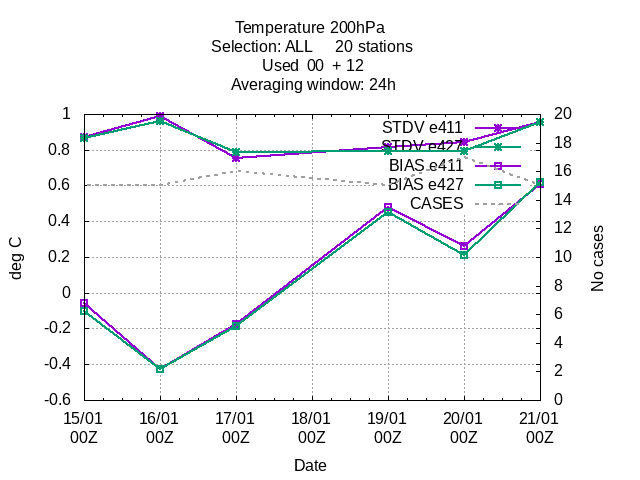 Temperature 200hPa
Selection: ALL     20 stations
Used  00  + 12
Averaging window: 24h
1
0.8
0.6
0.4
0.2
0
-0.2
-0.4
-0.6
deg C
20
18
16
14
12
10
8
6
4
2
0
No cases
STDV e411
STDV e427
BIAS e411
BIAS e427
CASES
15/01 16/01 17/01 18/01 19/01 20/01 21/01
00Z 00Z 00Z 00Z 00Z 00Z 00Z
Date